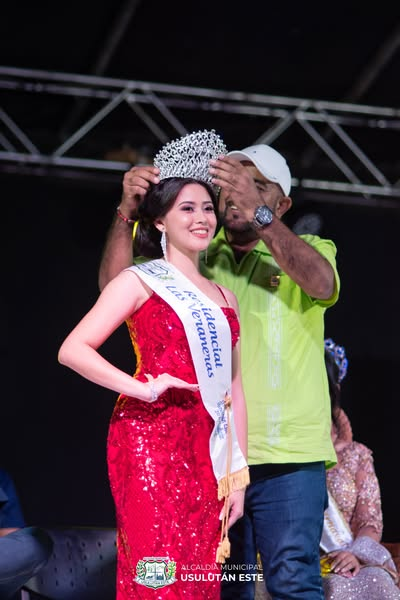 Residencial
Las Veraneras
ALCALDÍA MUNICIPAL
USULUTÁN ESTE